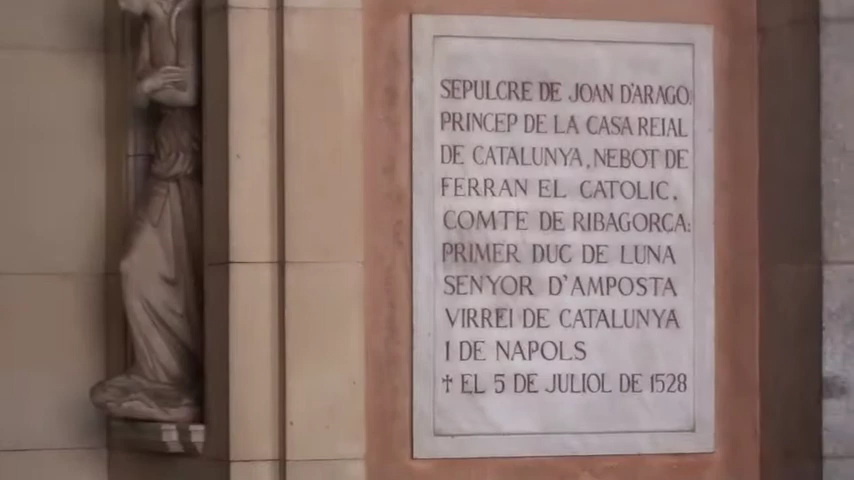 SEPULCRE DE JOAN D'ARAGO:
PRINCEP DE LA CASA REIAL
DE CATALUNYA, NEBOT DE
FERRAN EL CATOLIC,
COMTE DE RIBAGORÇA:
PRIMER DUC DE LUNA
SENYOR D'AMPOSTA
VIRREI DE CATALUNYA
I DE NAPOLS
† EL 5 DE JULIOL DE 1528